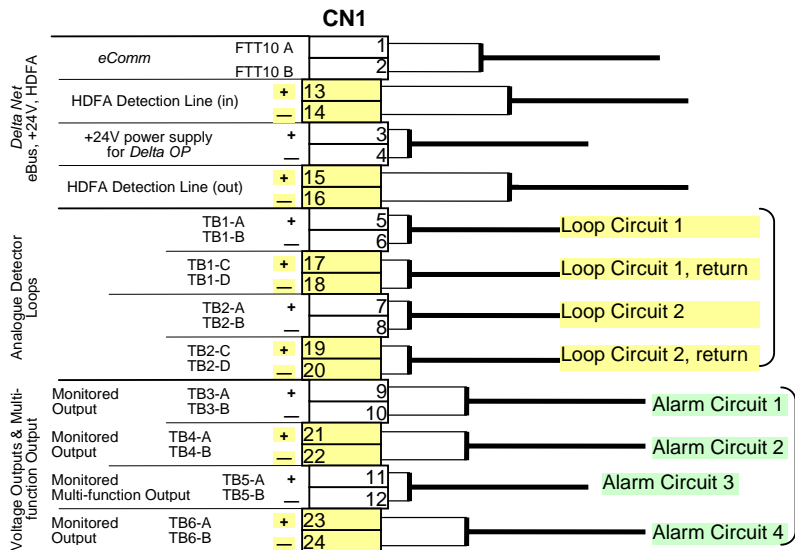 CN1
Delta Net
eBus, +24V, HDFA
eComm
FTT10 A
1
FTT10 B
2
HDFA Detection Line (in)
+ 13
— 14
+24V power supply
for Delta OP
+ 3
— 4
HDFA Detection Line (out)
+ 15
— 16
Analogue Detector
Loops
TB1-A + 5
TB1-B — 6
Loop Circuit 1
TB1-C + 17
TB1-D — 18
Loop Circuit 1, return
TB2-A + 7
TB2-B — 8
Loop Circuit 2
TB2-C + 19
TB2-D — 20
Loop Circuit 2, return
Voltage Outputs & Multi-
function Output
Monitored
Output
TB3-A + 9
TB3-B — 10
Alarm Circuit 1
Monitored
Output
TB4-A + 21
TB4-B — 22
Alarm Circuit 2
Monitored
Multi-function Output
TB5-A + 11
TB5-B — 12
Alarm Circuit 3
Monitored
Output
TB6-A + 23
TB6-B — 24
Alarm Circuit 4